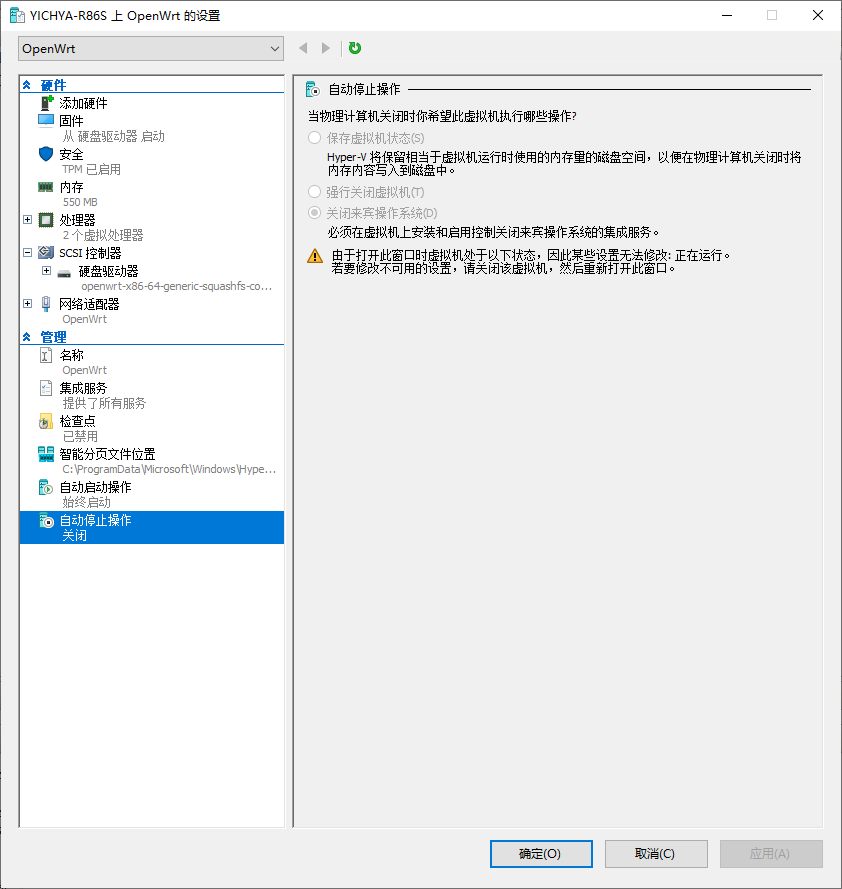 YICHYA-R86S 上 OpenWrt 的设置
OpenWrt
硬件
添加硬件
固件
从 硬盘驱动器 启动
安全
TPM 已启用
内存
550 MB
处理器
2 个虚拟处理器
SCSI 控制器
硬盘驱动器
openwrt-x86-64-generic-squashfs-co...
网络适配器
OpenWrt
管理
名称
OpenWrt
集成服务
提供了所有服务
检查点
已禁用
智能分页文件位置
C:\ProgramData\Microsoft\Windows\Hype...
自动启动操作
始终启动
自动停止操作
关闭
自动停止操作
当物理计算机关闭时你希望此虚拟机执行哪些操作?
保存虚拟机状态(S)
Hyper-V 将保留相当于虚拟机运行时使用的内存量的磁盘空间，以便在物理计算机关闭时将
内存内容写入到磁盘中。
强行关闭虚拟机(T)
关闭来宾操作系统(D)
必须在虚拟机上安装和启用控制关闭来宾操作系统的集成服务。
由于打开此窗口时虚拟机处于以下状态，因此某些设置无法修改: 正在运行。
若要修改不可用的设置，请关闭该虚拟机，然后重新打开此窗口。
确定(O)
取消(C)
应用(A)